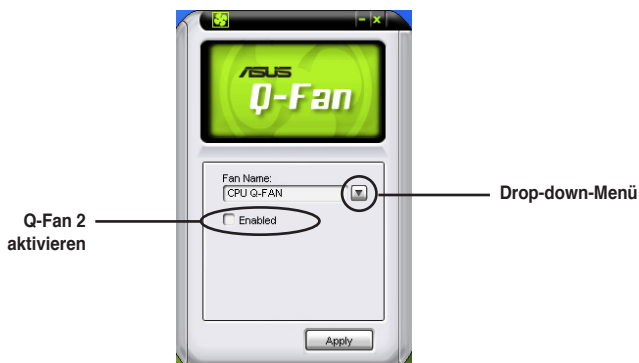 ASUS
Q-Fan
Fan Name:
CPU Q-FAN
Drop-down-Menü
Q-Fan 2
aktivieren
Enabled
Apply